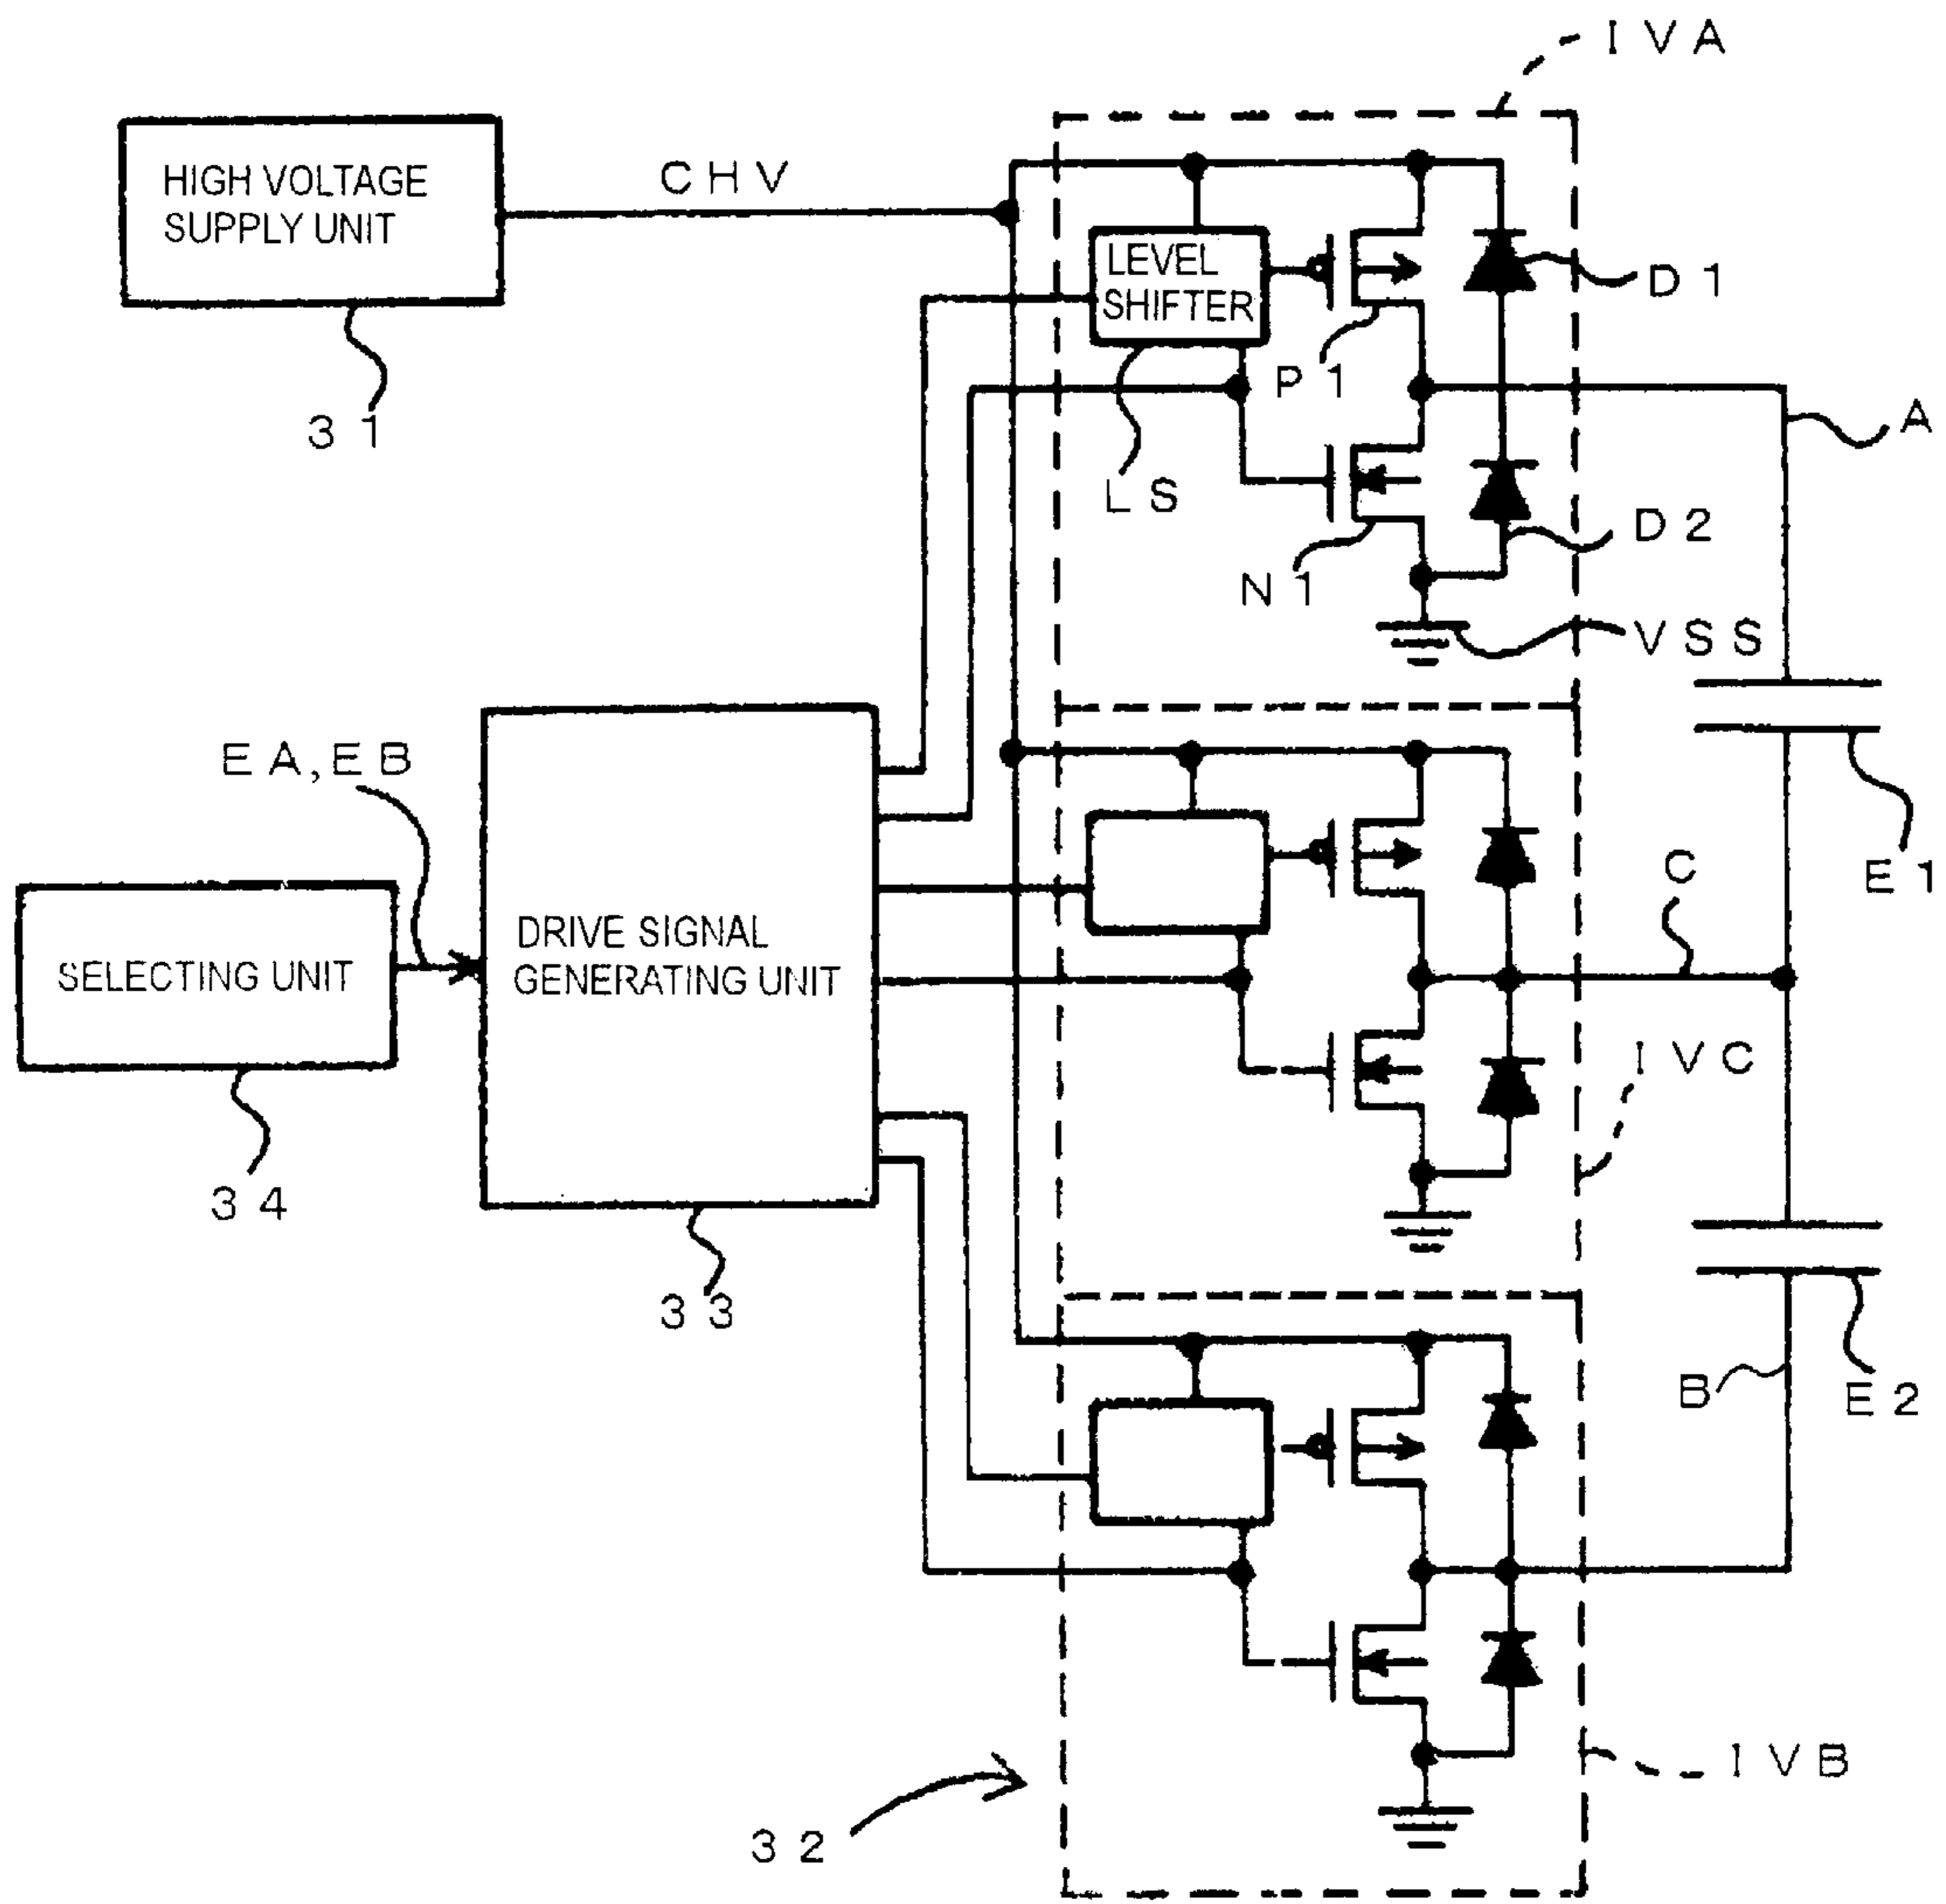 IVA
HIGH VOLTAGE
SUPPLY UNIT
CHV
LEVEL
SHIFTER
D1
31
P1
A
LS
D2
N1
VSS
EA, EB
E1
C
DRIVE SIGNAL
GENERATING UNIT
SELECTING UNIT
IVC
34
33
B
E2
IVB
32